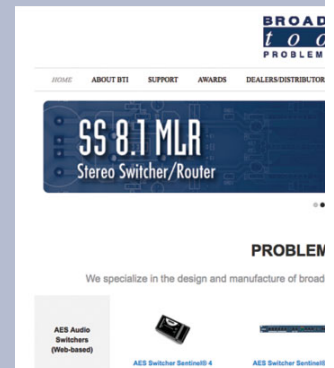 BROAD
too
PROBLEM
HOME ABOUT BTI SUPPORT AWARDS DEALERS/DISTRIBUTOR
SS 8.1 MLR
Stereo Switcher/Router
PROBLEM
We specialize in the design and manufacture of broad
AES Audio
Switchers
(Web-based)
AES Switcher Sentinel® 4
AES Switcher Sentinel®